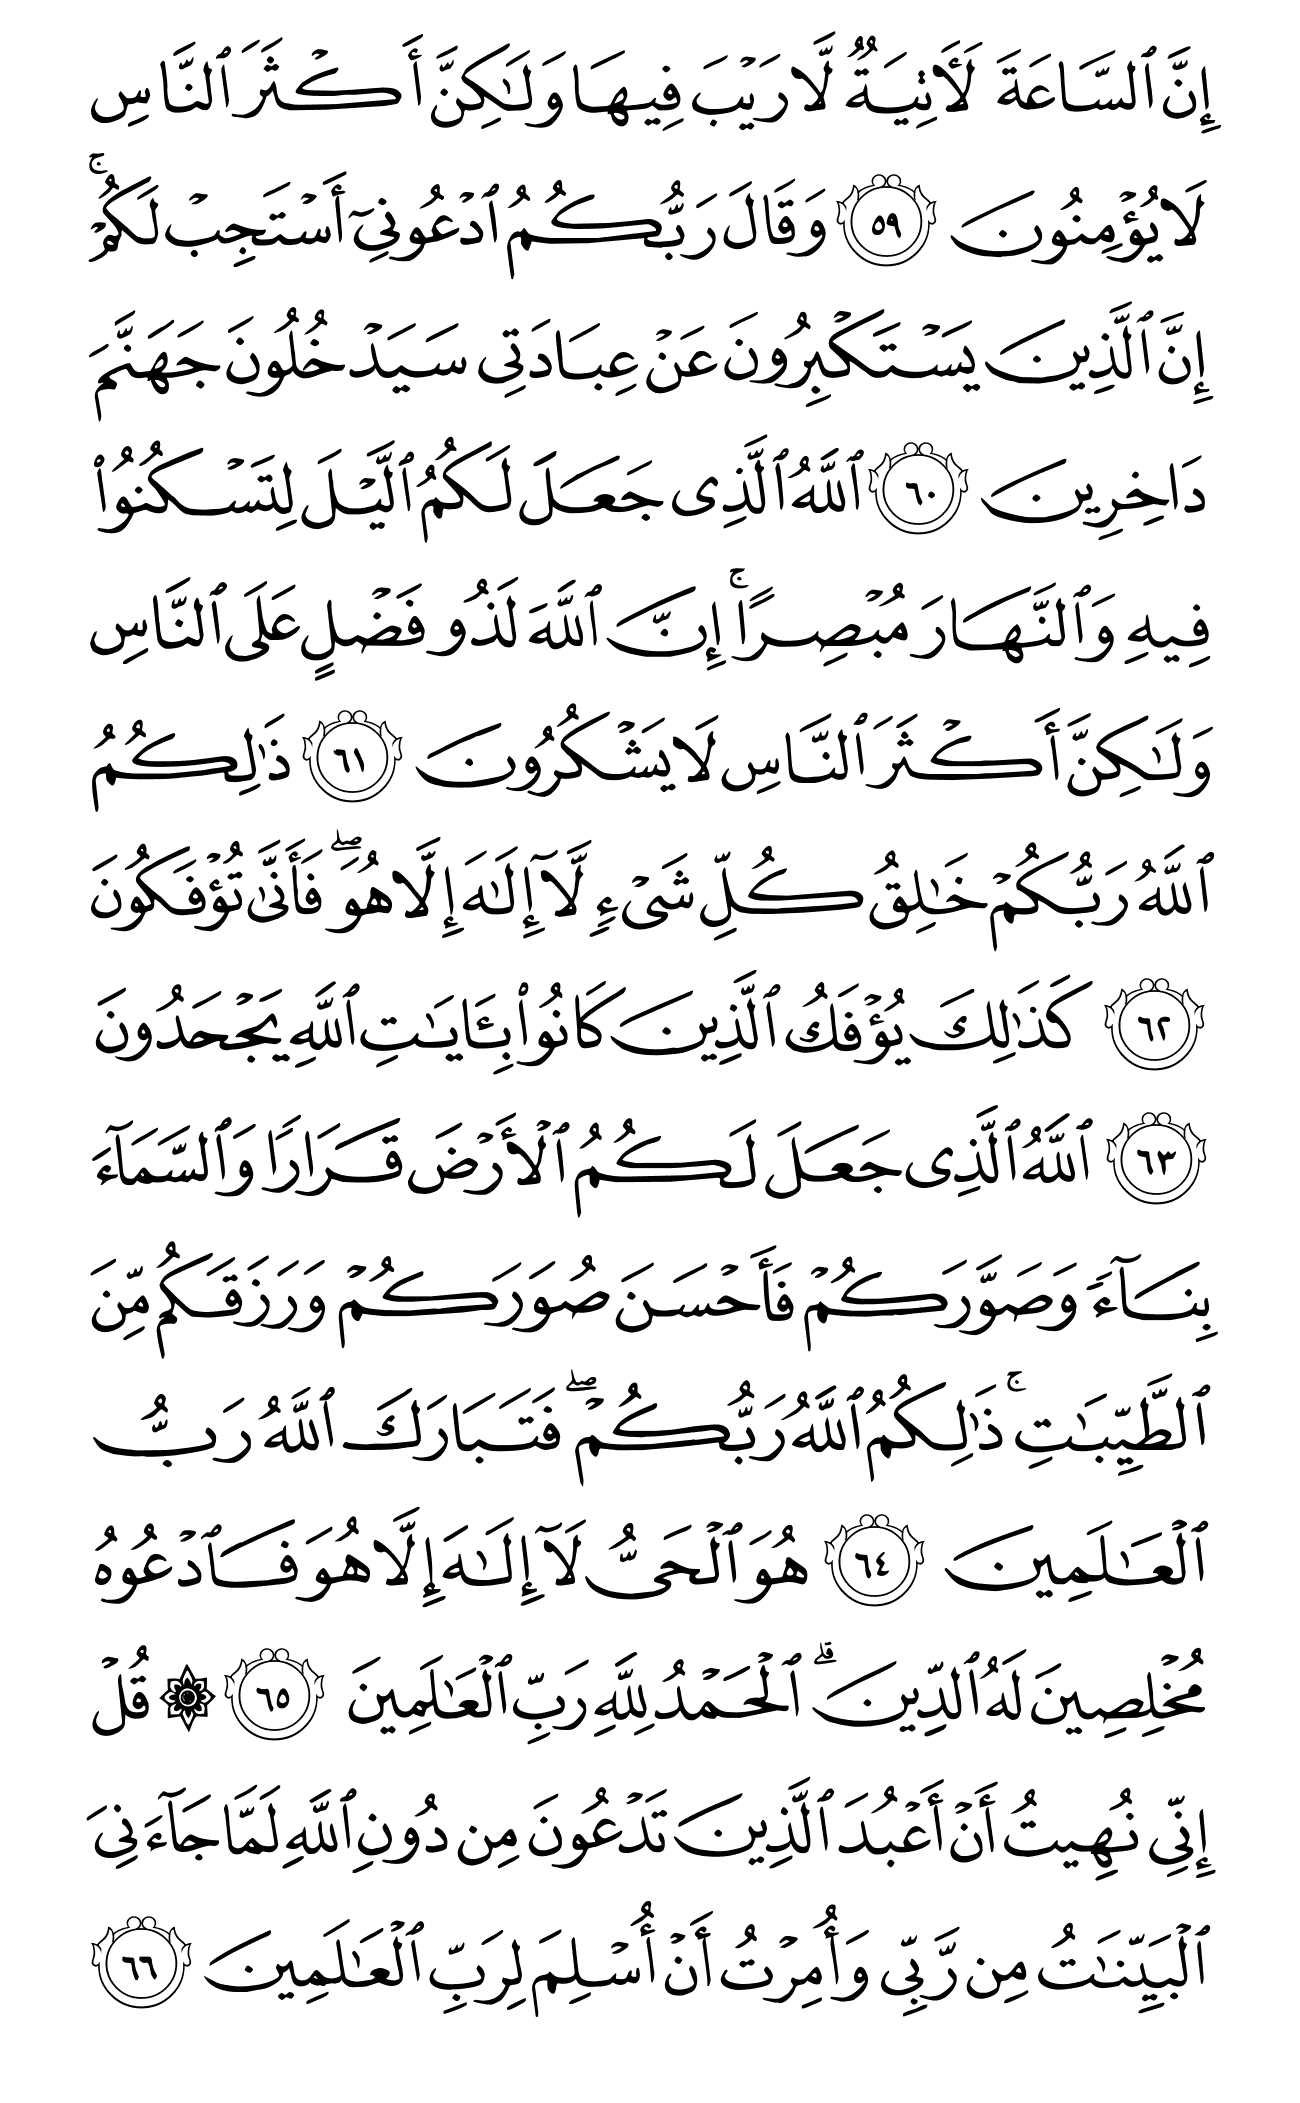 إِنَّ ٱلسَّاعَةَ لَءَاتِيَةٌ لَّا رَيْبَ فِيهَا وَلَٰكِنَّ أَكْثَرَ ٱلنَّاسِ
لَا يُؤْمِنُونَ ٥٩ وَقَالَ رَبُّكُمُ ٱدْعُونِىٓ أَسْتَجِبْ لَكُمْ ۚ
إِنَّ ٱلَّذِينَ يَسْتَكْبِرُونَ عَنْ عِبَادَتِى سَيَدْخُلُونَ جَهَنَّمَ
دَاخِرِينَ ٦٠ ٱللَّهُ ٱلَّذِى جَعَلَ لَكُمُ ٱلَّيْلَ لِتَسْكُنُوا۟
فِيهِ وَٱلنَّهَارَ مُبْصِرًا ۚ إِنَّ ٱللَّهَ لَذُو فَضْلٍ عَلَى ٱلنَّاسِ
وَلَٰكِنَّ أَكْثَرَ ٱلنَّاسِ لَا يَشْكُرُونَ ٦١ ذَٰلِكُمُ
ٱللَّهُ رَبُّكُمْ خَٰلِقُ كُلِّ شَىْءٍ لَّآ إِلَٰهَ إِلَّا هُوَ ۖ فَأَنَّىٰ تُؤْفَكُونَ
٦٢ كَذَٰلِكَ يُؤْفَكُ ٱلَّذِينَ كَانُوا۟ بِـَٔايَٰتِ ٱللَّهِ يَجْحَدُونَ
٦٣ ٱللَّهُ ٱلَّذِى جَعَلَ لَكُمُ ٱلْأَرْضَ قَرَارًا وَٱلسَّمَآءَ
بِنَآءً وَصَوَّرَكُمْ فَأَحْسَنَ صُوَرَكُمْ وَرَزَقَكُم مِّنَ
ٱلطَّيِّبَٰتِ ۚ ذَٰلِكُمُ ٱللَّهُ رَبُّكُمْ ۖ فَتَبَارَكَ ٱللَّهُ رَبُّ
ٱلْعَٰلَمِينَ ٦٤ هُوَ ٱلْحَىُّ لَآ إِلَٰهَ إِلَّا هُوَ فَٱدْعُوهُ
مُخْلِصِينَ لَهُ ٱلدِّينَ ۗ ٱلْحَمْدُ لِلَّهِ رَبِّ ٱلْعَٰلَمِينَ ٦٥ ۞ قُلْ
إِنِّى نُهِيتُ أَنْ أَعْبُدَ ٱلَّذِينَ تَدْعُونَ مِن دُونِ ٱللَّهِ لَمَّا جَآءَنِىَ
ٱلْبَيِّنَٰتُ مِن رَّبِّى وَأُمِرْتُ أَنْ أُسْلِمَ لِرَبِّ ٱلْعَٰلَمِينَ ٦٦